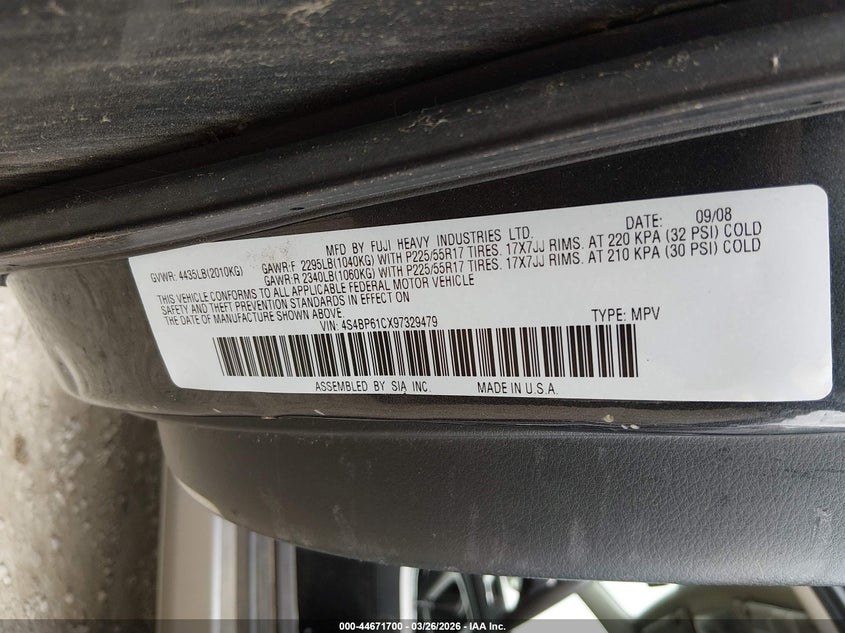 MFD BY FUJI HEAVY INDUSTRIES LTD. DATE: 09/08
GVWR: 4435LB(2010KG) GAWR:F 2295LB(1040KG) WITH P225/55R17 TIRES. 17X7JJ RIMS. AT 220 KPA (32 PSI) COLD
GAWR:R 2340LB(1060KG) WITH P225/55R17 TIRES. 17X7JJ RIMS. AT 210 KPA (30 PSI) COLD
THIS VEHICLE CONFORMS TO ALL APPLICABLE FEDERAL MOTOR VEHICLE
SAFETY AND THEFT PREVENTION STANDARDS IN EFFECT ON
THE DATE OF MANUFACTURE SHOWN ABOVE
VIN: 4S4BP61CX97329479 TYPE: MPV
ASSEMBLED BY SIA INC. MADE IN U.S.A.
000-44671700 - 03/26/2026 - IAA Inc.